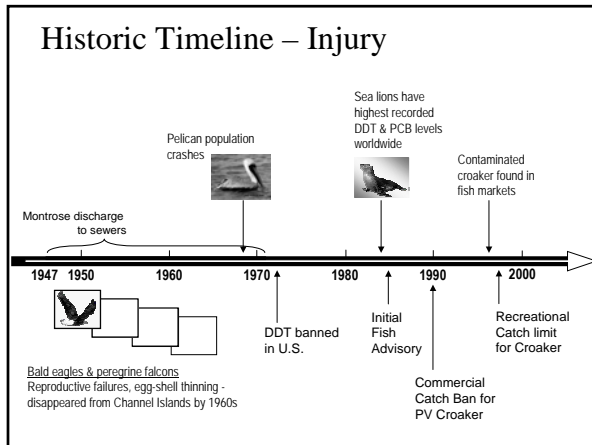 Historic Timeline – Injury
Sea lions have
highest recorded
DDT & PCB levels
worldwide
Pelican population
crashes
Contaminated
croaker found in
fish markets
Montrose discharge
to sewers
1947 1950 1960 1970 1980 1990 2000
DDT banned
in U.S.
Initial
Fish
Advisory
Recreational
Catch limit
for Croaker
Commercial
Catch Ban for
PV Croaker
Bald eagles & peregrine falcons
Reproductive failures, egg-shell thinning -
disappeared from Channel Islands by 1960s